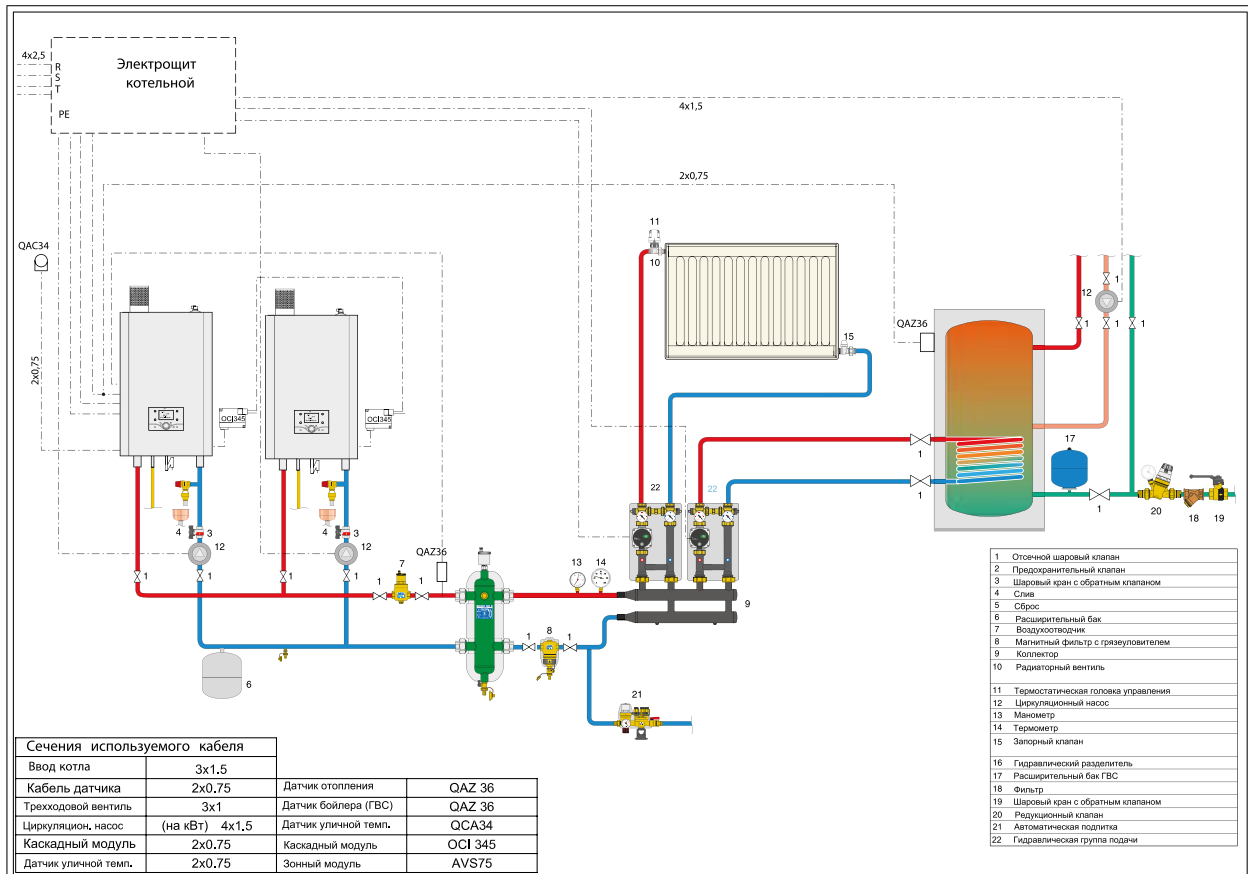 4x2,5
R
S
T
PE
Электрощит
котельной
4x1,5
2x0,75
QAC34
2x0,75
OCI345
OCI345
11
10
15
QAZ36
12
1
1
1
1
1
17
1
1
1
20
18
19
4
3
12
1
1
4
3
12
1
1
7
1
1
QAZ36
13
14
22
22
9
8
1
1
6
21
1 Отсечной шаровый клапан
2 Предохранительный клапан
3 Шаровый кран с обратным клапаном
4 Слив
5 Сброс
6 Расширительный бак
7 Воздухоотводчик
8 Магнитный фильтр с грязеуловителем
9 Коллектор
10 Радиаторный вентиль
11 Термостатическая головка управления
12 Циркуляционный насос
13 Манометр
14 Термометр
15 Запорный клапан
16 Гидравлический разделитель
17 Расширительный бак ГВС
18 Фильтр
19 Шаровый кран с обратным клапаном
20 Редукционный клапан
21 Автоматическая подпитка
22 Гидравлическая группа подачи
Сечения используемого кабеля
Ввод котла 3x1.5
Кабель датчика 2x0.75 Датчик отопления QAZ 36
Трехходовой вентиль 3x1 Датчик бойлера (ГВС) QAZ 36
Циркуляцион. насос (на кВт) 4x1.5 Датчик уличной темп. QCA34
Каскадный модуль 2x0.75 Каскадный модуль OCI 345
Датчик уличной темп. 2x0.75 Зонный модуль AVS75